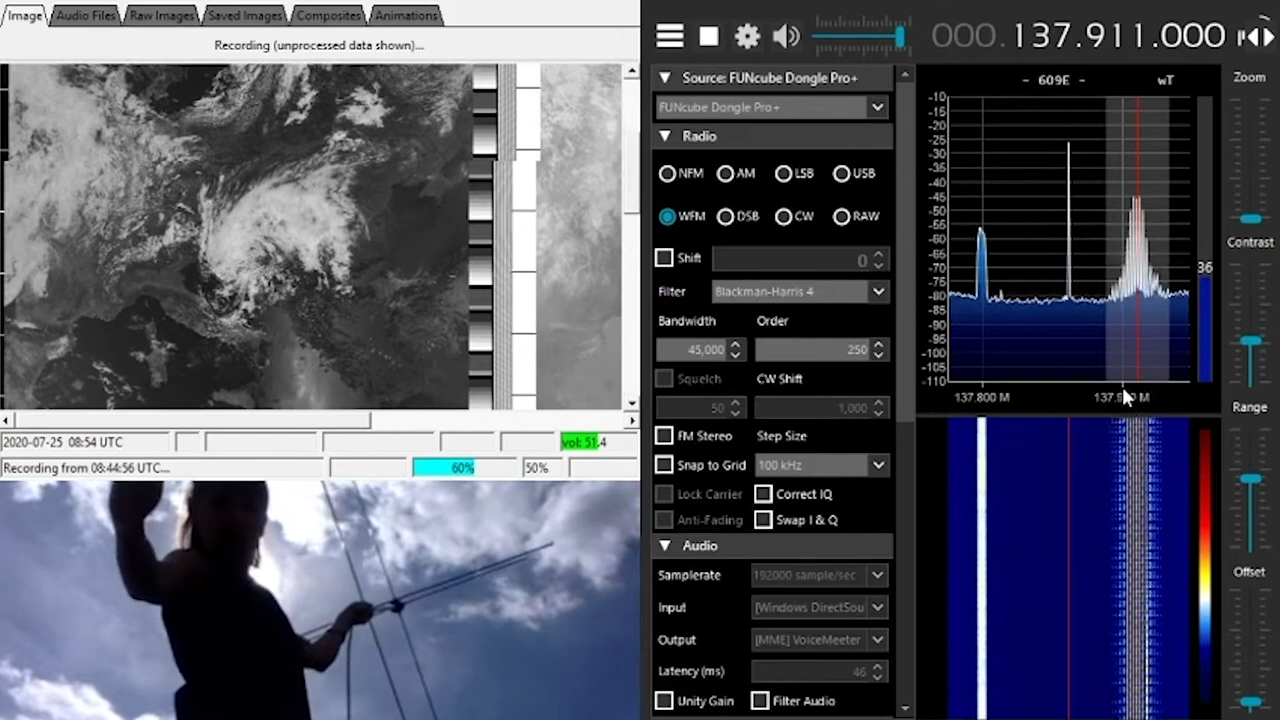 Image Audio Files Raw Images Saved Images Composites Animations
Recording (unprocessed data shown)...
2020-07-25 08:54 UTC
vol: 51.4
Recording from 08:44:56 UTC...
60%
50%
000.137.911.000
Source: FUNcube Dongle Pro+
FUNcube Dongle Pro+
Radio
NFM AM LSB USB
WFM DSB CW RAW
Shift 0
Filter Blackman-Harris 4
Bandwidth Order
45,000 250
Squelch CW Shift
50 1,000
FM Stereo Step Size
Snap to Grid 100 kHz
Lock Carrier Correct IQ
Anti-Fading Swap I & Q
Audio
Samplerate 192000 sample/sec
Input [Windows DirectSou
Output [MME] VoiceMeeter
Latency (ms) 46
Unity Gain Filter Audio
- 609E - wT
-10
-15
-20
-25
-30
-35
-40
-45
-50
-55
-60
-65
-70
-75
-80
-85
-90
-95
-100
-105
-110
36
137.800 M
Zoom
Contrast
Range
Offset